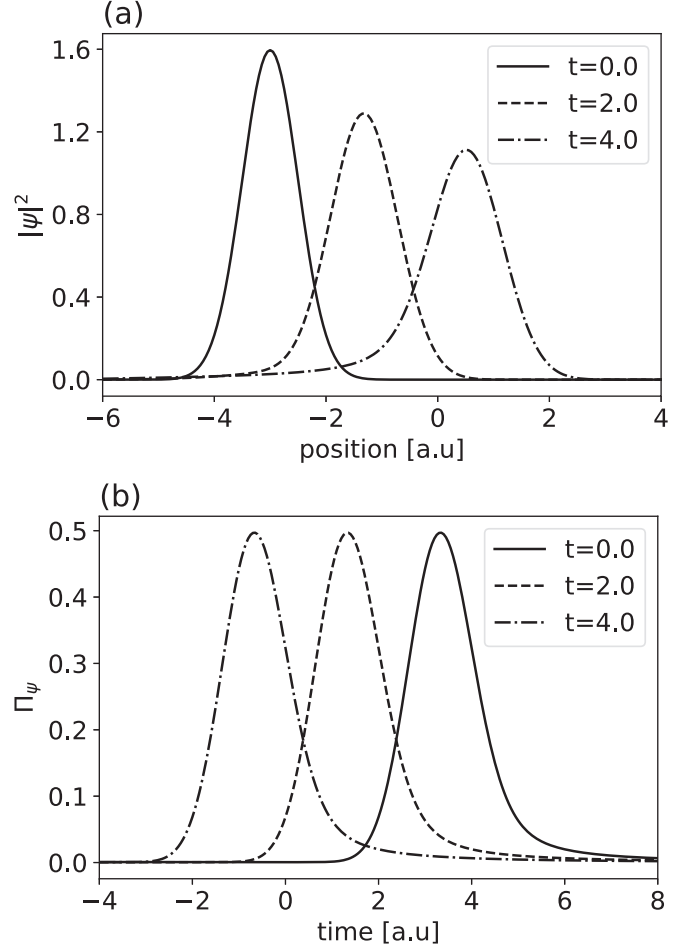 (a)
|ψ|²
1.6
1.2
0.8
0.4
0.0
t=0.0
t=2.0
t=4.0
−6 −4 −2 0 2 4
position [a.u]
(b)
Πψ
0.5
0.4
0.3
0.2
0.1
0.0
t=0.0
t=2.0
t=4.0
−4 −2 0 2 4 6 8
time [a.u]